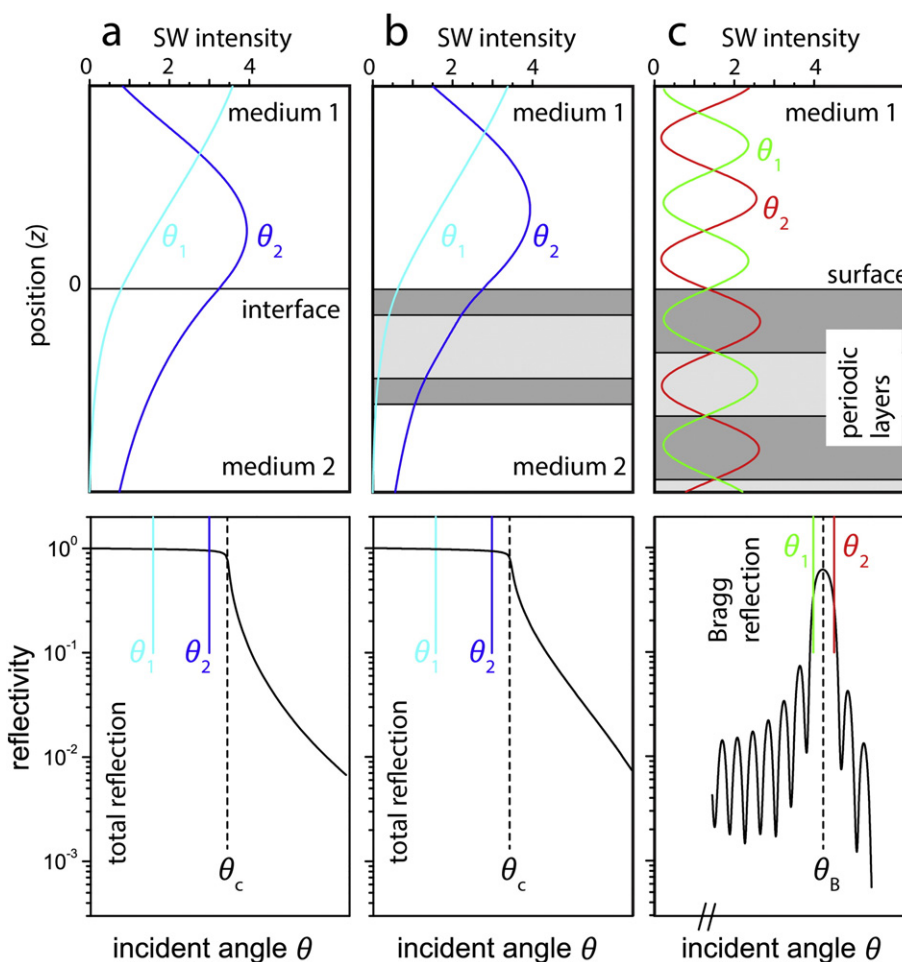 a
SW intensity
0 2 4
medium 1
θ1
θ2
position (z)
0
interface
medium 2
b
SW intensity
0 2 4
medium 1
θ1
θ2
medium 2
c
SW intensity
0 2 4
medium 1
θ1
θ2
surface
periodic
layers
reflectivity
10⁰
10⁻¹
10⁻²
10⁻³
θ1
θ2
total reflection
θc
incident angle θ
θ1
θ2
total reflection
θc
incident angle θ
Bragg
reflection
θ1
θ2
θB
incident angle θ